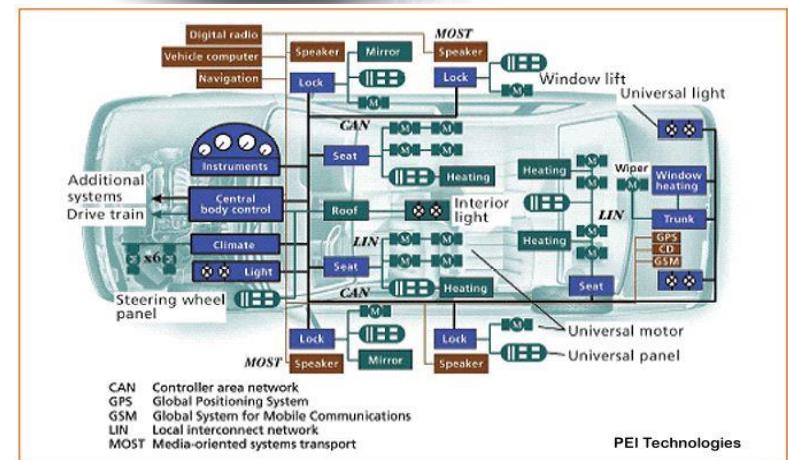 Digital radio
MOST
Speaker
Mirror
Speaker
Vehicle computer
Navigation
Lock
Lock
Window lift
M
M
Universal light
CAN
Instruments
Seat
M
M
M
M
Heating
Heating
M
Wiper
M
Window
heating
Additional
systems
Drive train
Central
body control
Roof
Interior
light
M
LIN
Trunk
Climate
LIN
M
M
Heating
M
GPS
CD
GSM
x6
Light
Seat
M
M
M
CAN
Heating
Seat
Steering wheel
panel
M
Lock
Lock
M
Universal motor
Universal panel
MOST
Speaker
Mirror
Speaker
CAN Controller area network
GPS Global Positioning System
GSM Global System for Mobile Communications
LIN Local interconnect network
MOST Media-oriented systems transport
PEI Technologies